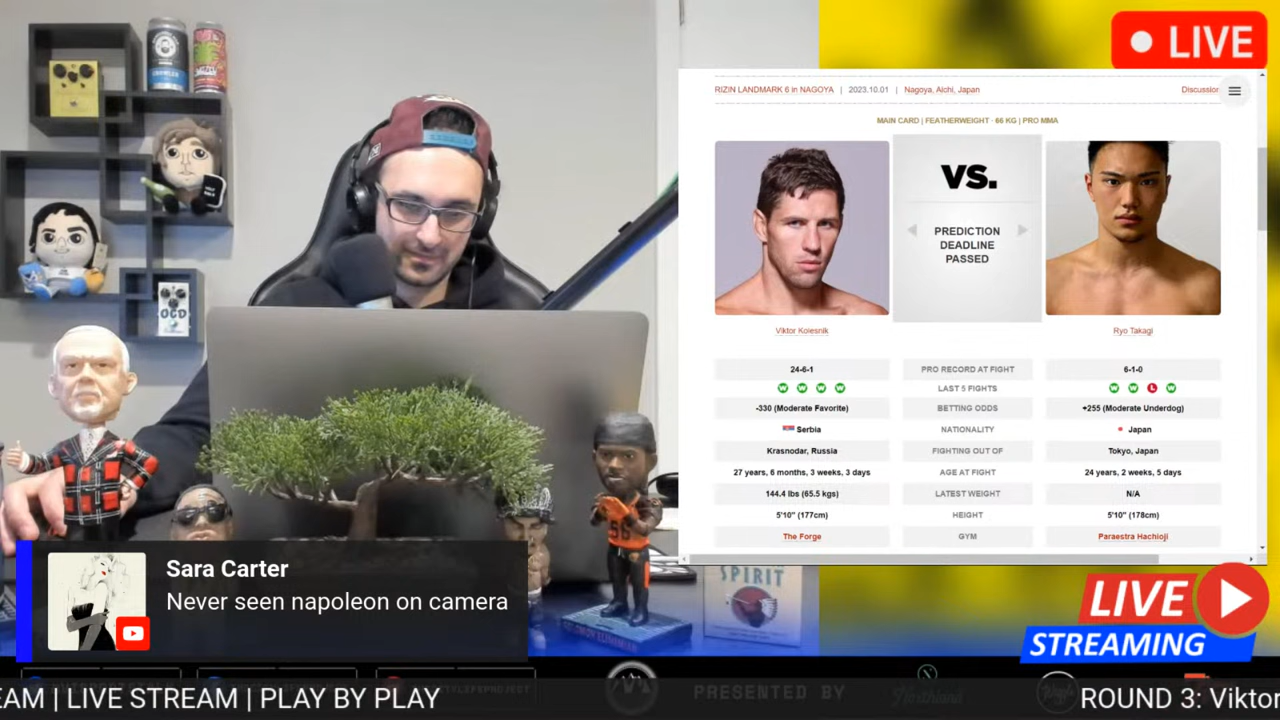 LIVE
RIZIN LANDMARK 6 in NAGOYA | 2023.10.01 | Nagoya, Aichi, Japan
Discussion
MAIN CARD | FEATHERWEIGHT · 66 KG | PRO MMA
VS.
PREDICTION
DEADLINE
PASSED
Viktor Kolesnik
Ryo Takagi
24-6-1 PRO RECORD AT FIGHT 6-1-0
W W W W LAST 5 FIGHTS W W L W
-330 (Moderate Favorite) BETTING ODDS +255 (Moderate Underdog)
Serbia NATIONALITY Japan
Krasnodar, Russia FIGHTING OUT OF Tokyo, Japan
27 years, 6 months, 3 weeks, 3 days AGE AT FIGHT 24 years, 2 weeks, 5 days
144.4 lbs (65.5 kgs) LATEST WEIGHT N/A
5'10" (177cm) HEIGHT 5'10" (178cm)
The Forge GYM Paraestra Hachioji
OCD
Sara Carter
Never seen napoleon on camera
SPIRIT
LIVE
STREAMING
PRESENTED BY
Northland
EAM | LIVE STREAM | PLAY BY PLAY
ROUND 3: Viktor